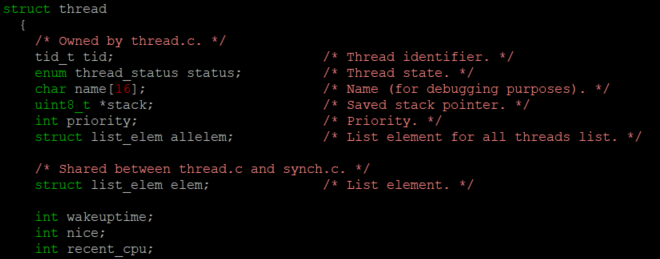 struct thread
{
/* Owned by thread.c. */
tid_t tid; /* Thread identifier. */
enum thread_status status; /* Thread state. */
char name[16]; /* Name (for debugging purposes). */
uint8_t *stack; /* Saved stack pointer. */
int priority; /* Priority. */
struct list_elem allelem; /* List element for all threads list. */
/* Shared between thread.c and synch.c. */
struct list_elem elem; /* List element. */
int wakeuptime;
int nice;
int recent_cpu;